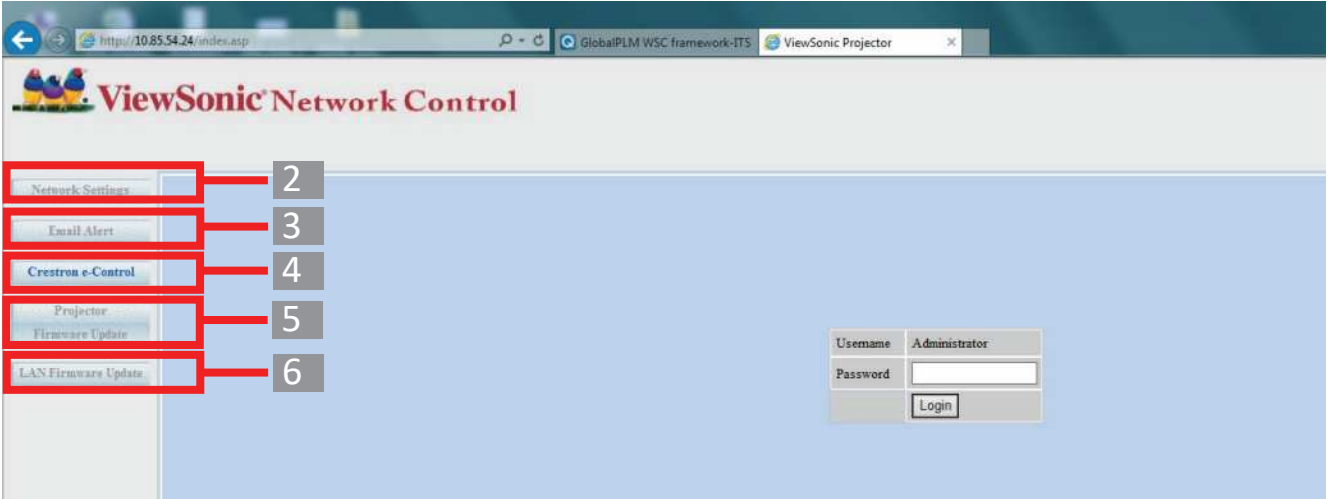 http://10.85.54.24/index.asp
GlobalPLM WSC framework-ITS
ViewSonic Projector
ViewSonic® Network Control
Network Settings
2
Email Alert
3
Crestron e-Control
4
Projector
Firmware Update
5
LAN Firmware Update
6
Username Administrator
Password
Login